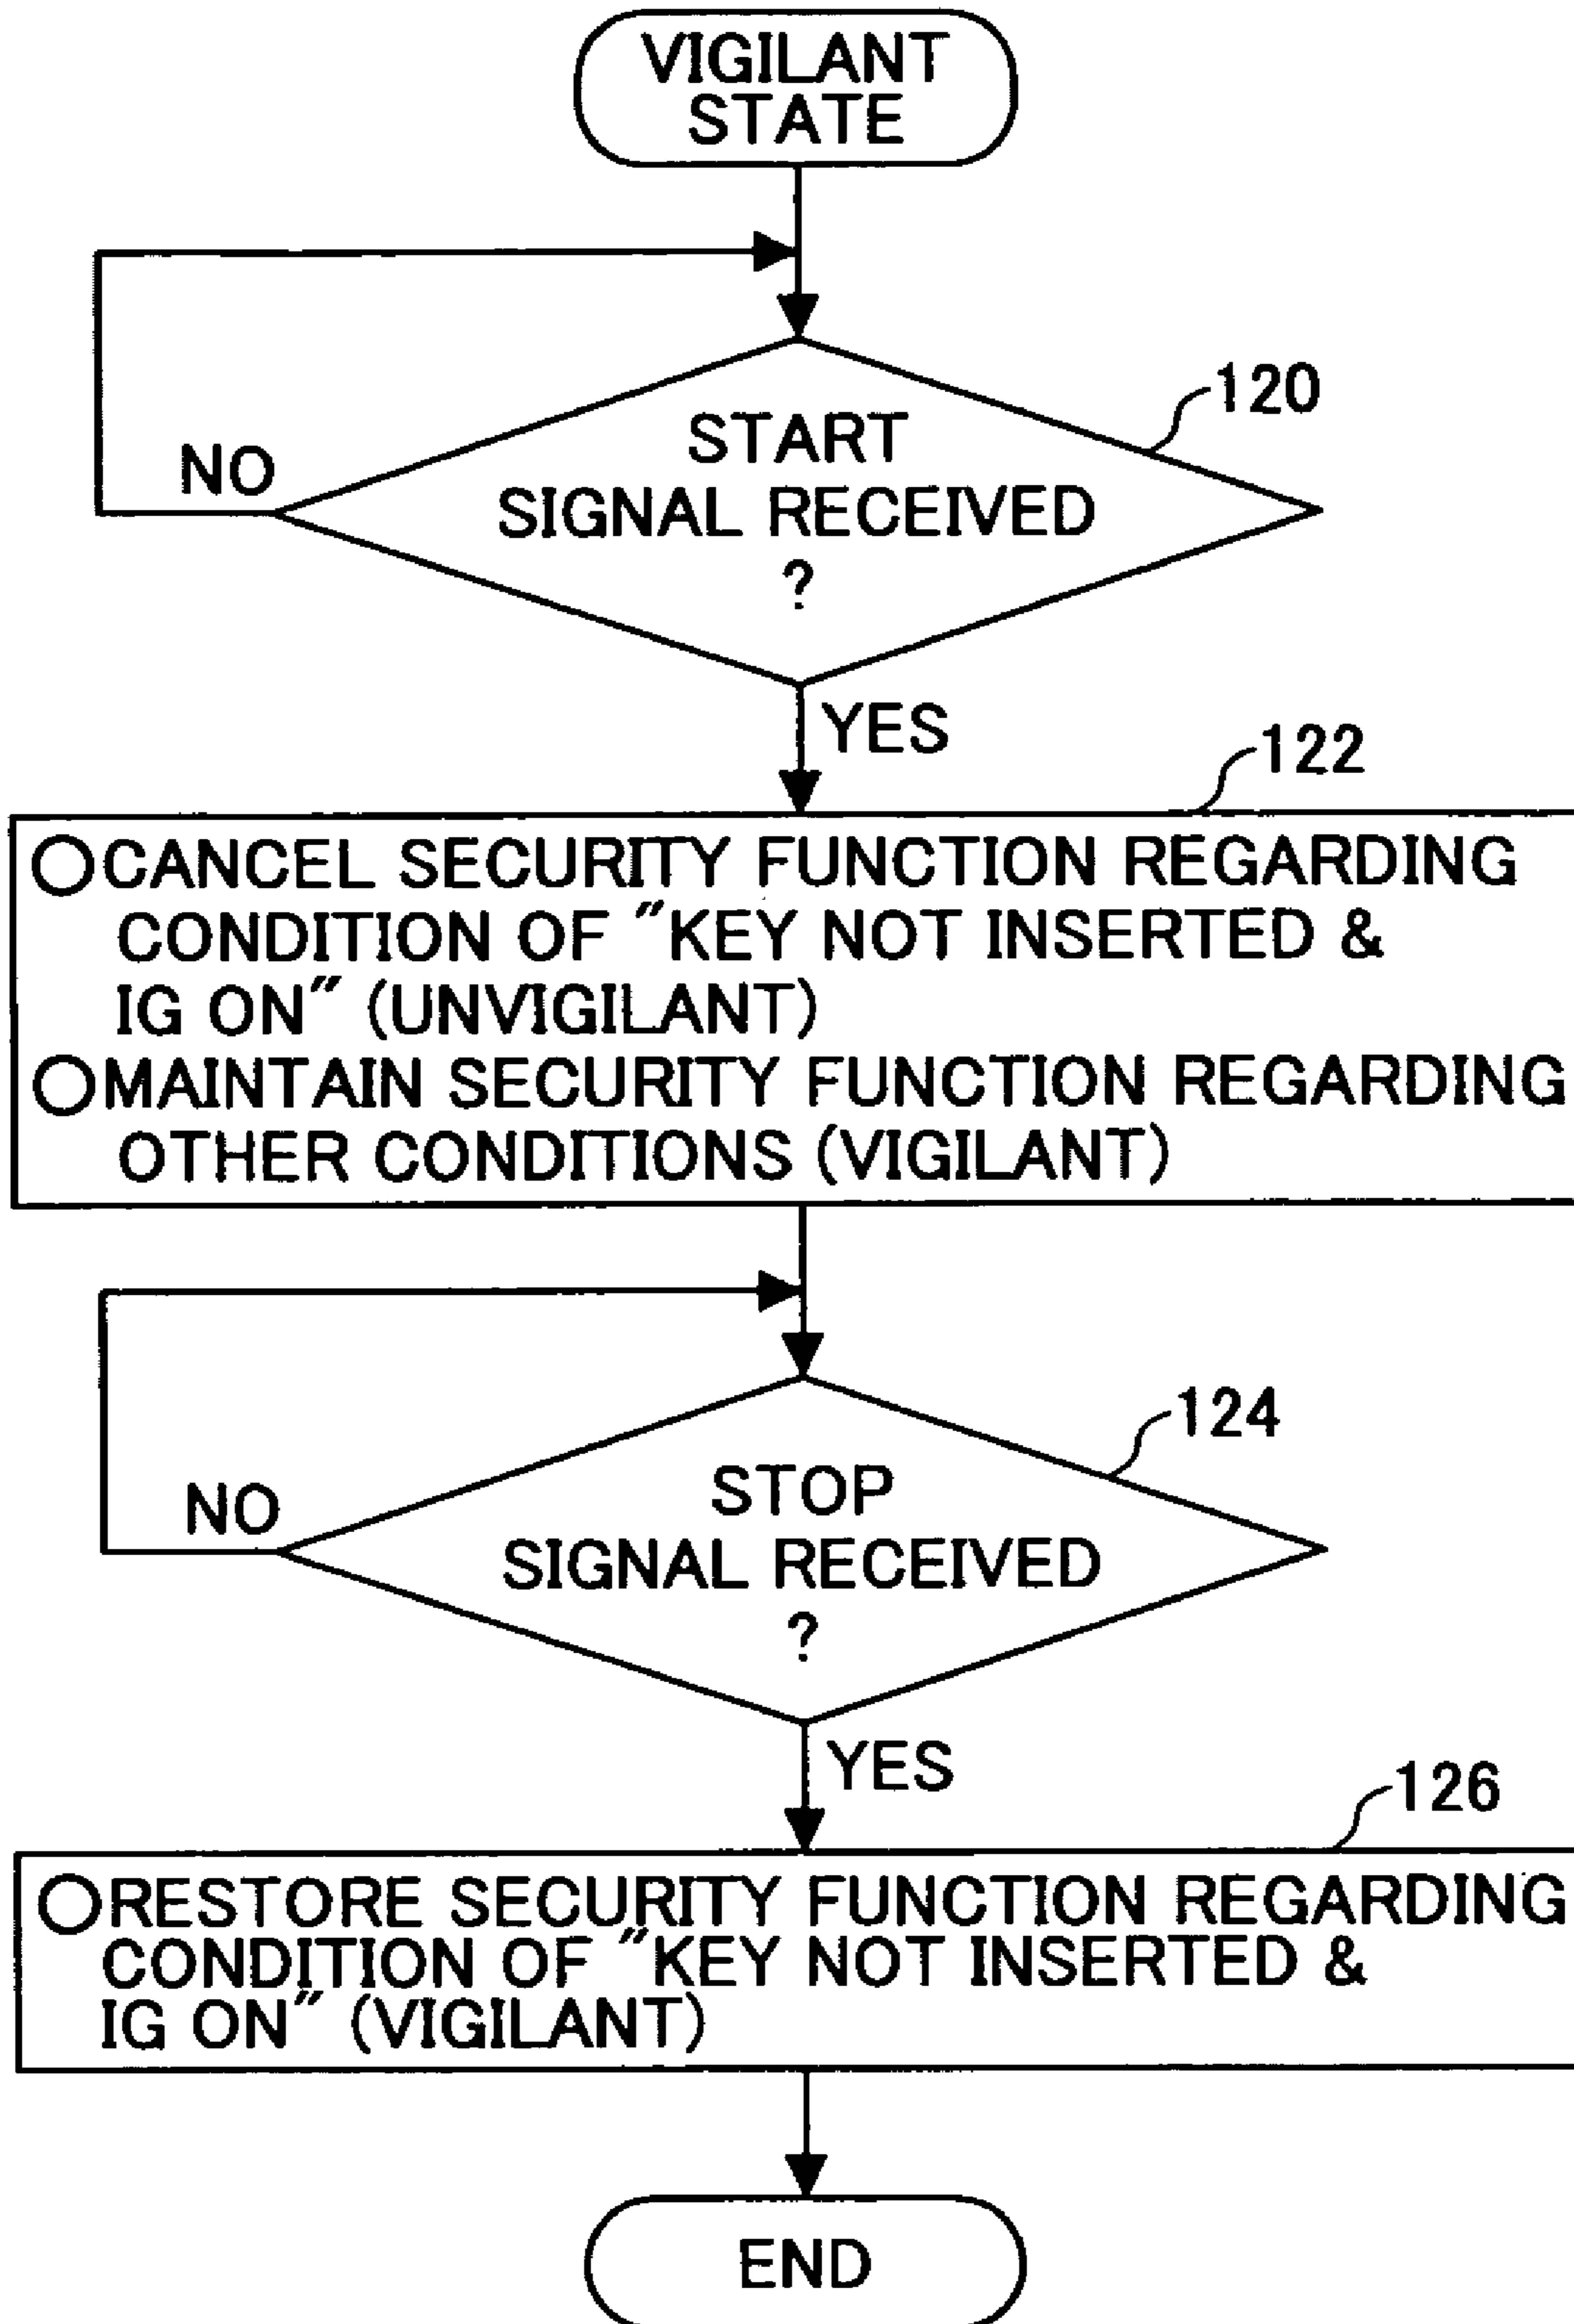 VIGILANT
STATE
120
START
SIGNAL RECEIVED
?
NO
YES
122
○CANCEL SECURITY FUNCTION REGARDING
CONDITION OF "KEY NOT INSERTED &
IG ON" (UNVIGILANT)
○MAINTAIN SECURITY FUNCTION REGARDING
OTHER CONDITIONS (VIGILANT)
124
STOP
SIGNAL RECEIVED
?
NO
YES
126
○RESTORE SECURITY FUNCTION REGARDING
CONDITION OF "KEY NOT INSERTED &
IG ON" (VIGILANT)
END